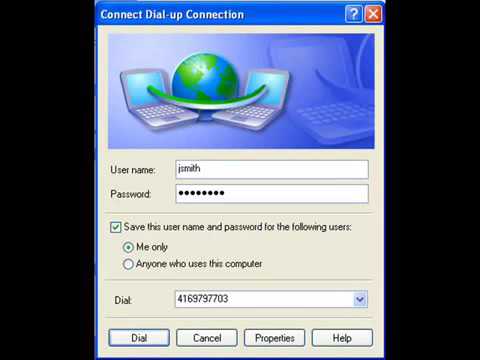 Connect Dial-up Connection
User name: jsmith
Password: ••••••••
Save this user name and password for the following users:
Me only
Anyone who uses this computer
Dial: 4169797703
Dial Cancel Properties Help